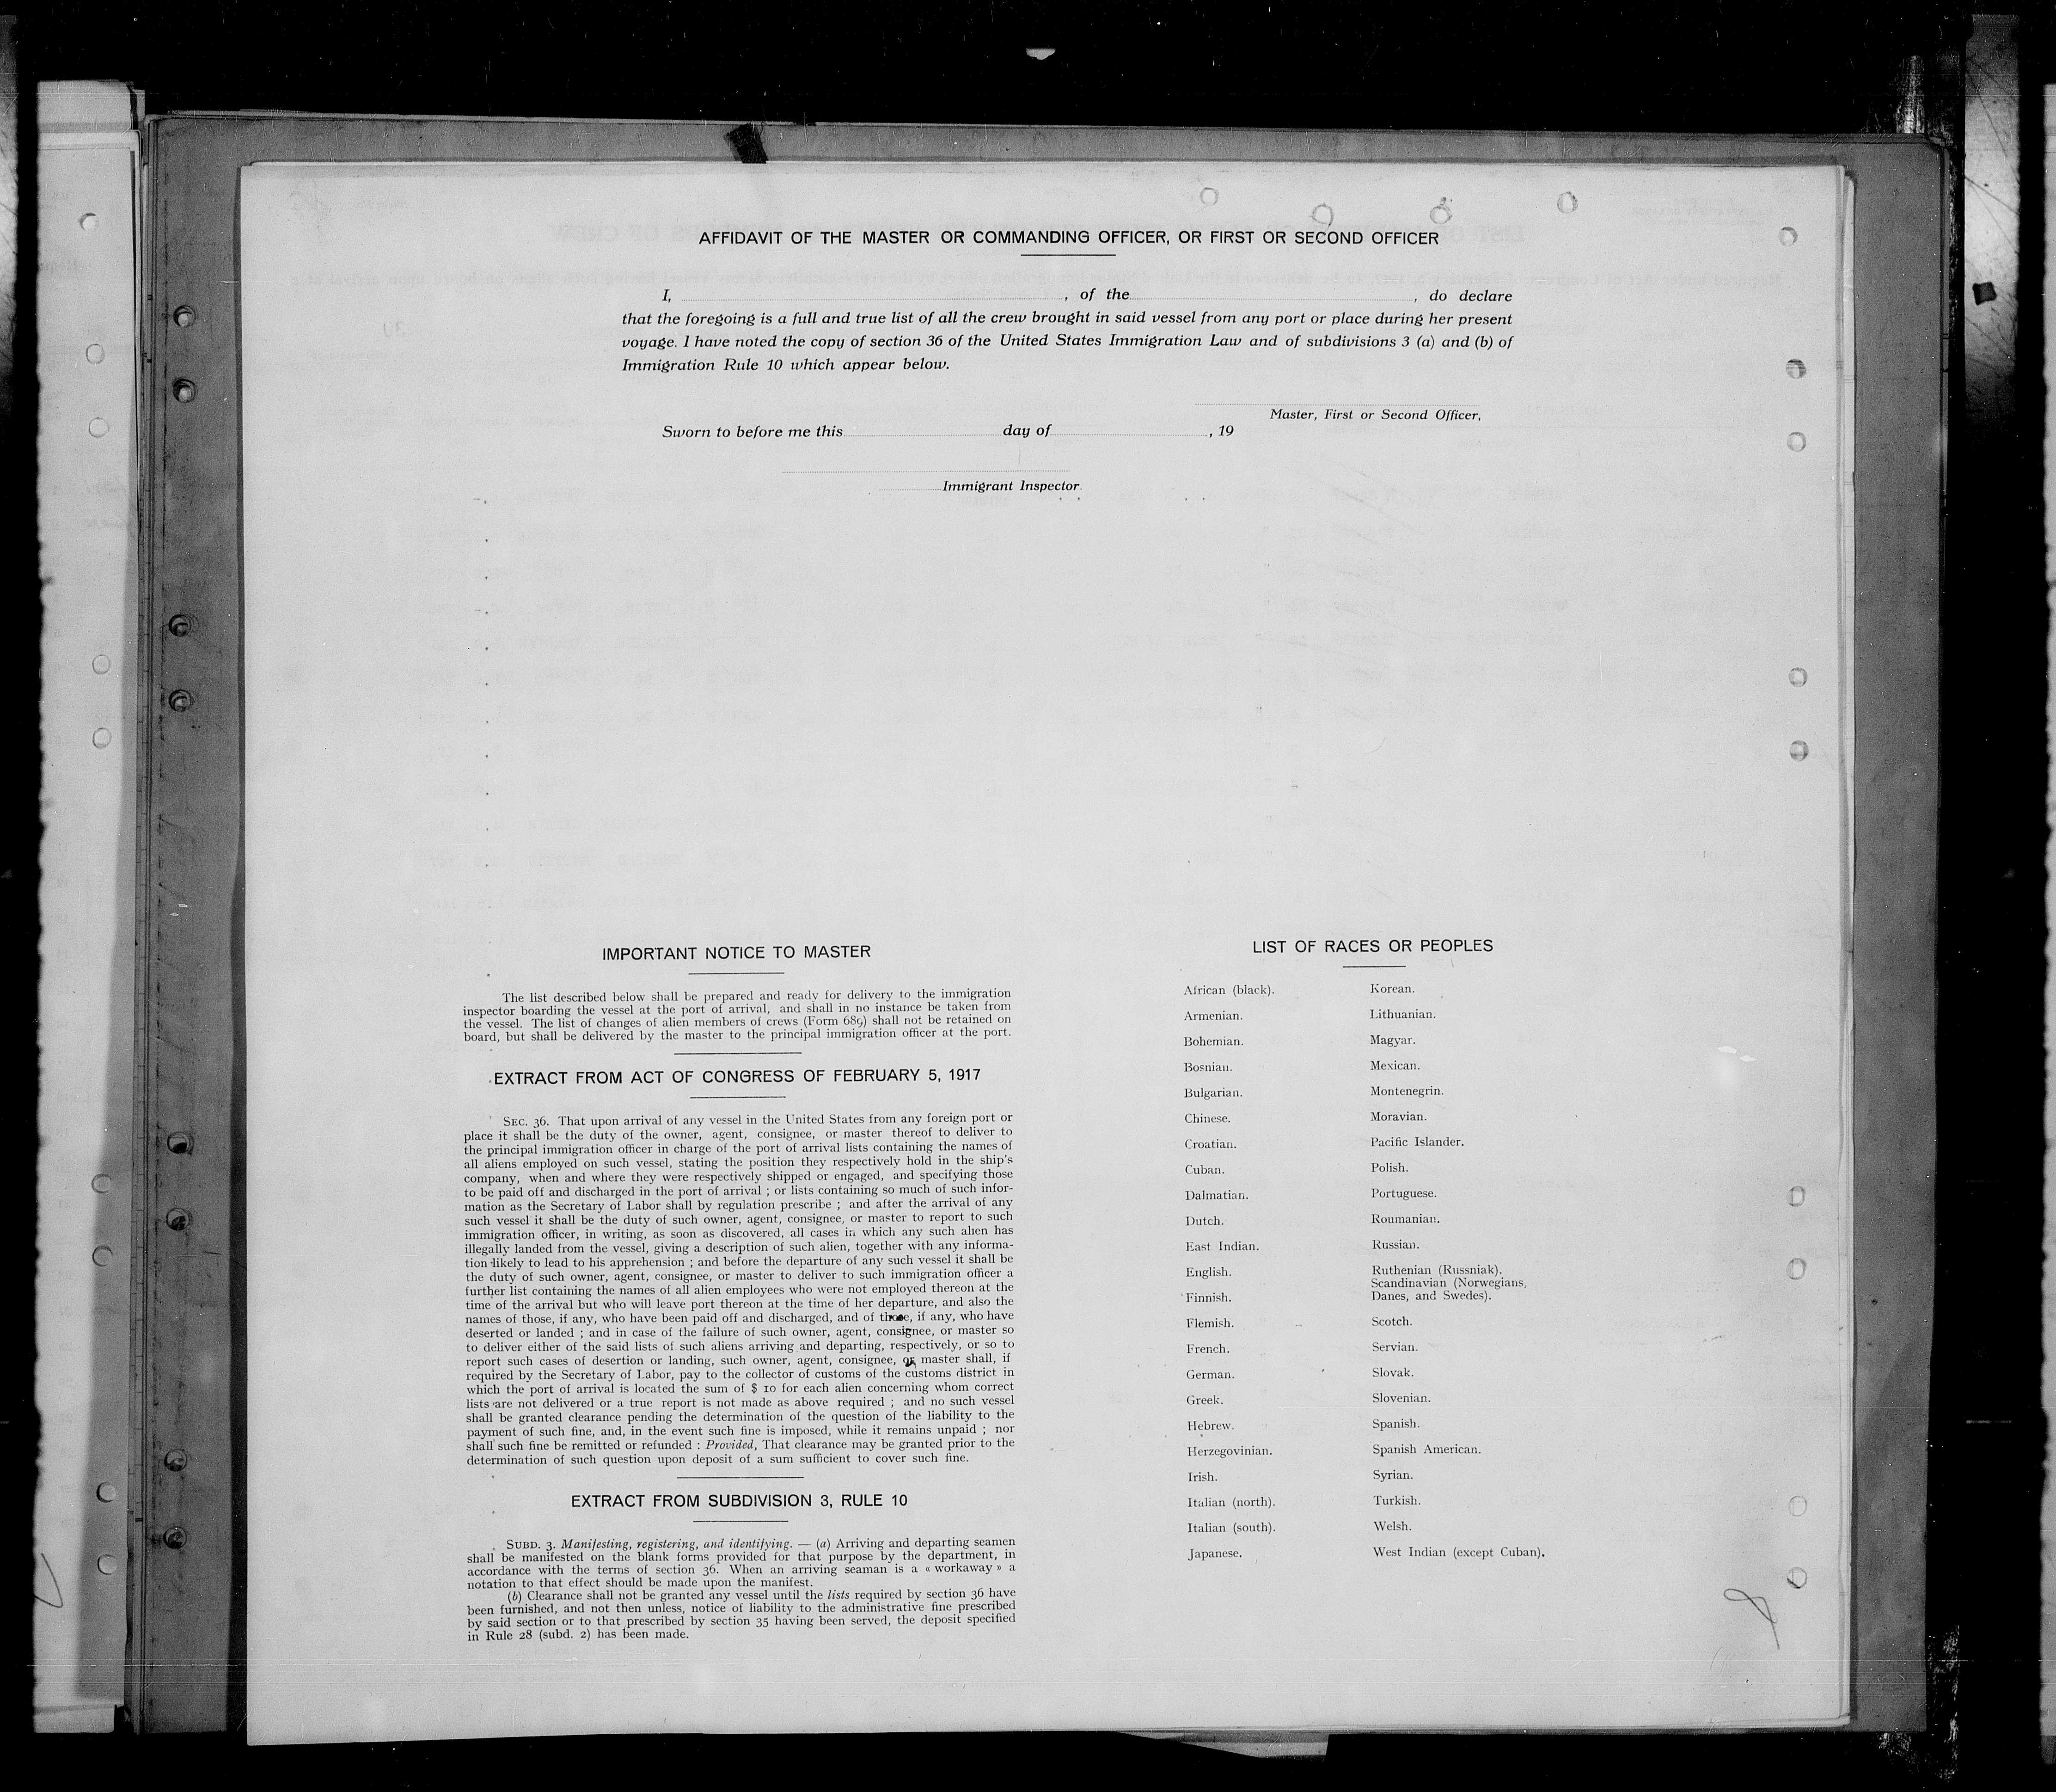 AFFIDAVIT OF THE MASTER OR COMMANDING OFFICER, OR FIRST OR SECOND OFFICER
I, , of the , do declare
that the foregoing is a full and true list of all the crew brought in said vessel from any port or place during her present
voyage. I have noted the copy of section 36 of the United States Immigration Law and of subdivisions 3 (a) and (b) of
Immigration Rule 10 which appear below.
Master, First or Second Officer,
Sworn to before me this day of , 19
Immigrant Inspector
IMPORTANT NOTICE TO MASTER
The list described below shall be prepared and ready for delivery to the immigration
inspector boarding the vessel at the port of arrival, and shall in no instance be taken from
the vessel. The list of changes of alien members of crews (Form 689) shall not be retained on
board, but shall be delivered by the master to the principal immigration officer at the port.
EXTRACT FROM ACT OF CONGRESS OF FEBRUARY 5, 1917
SEC. 36. That upon arrival of any vessel in the United States from any foreign port or
place it shall be the duty of the owner, agent, consignee, or master thereof to deliver to
the principal immigration officer in charge of the port of arrival lists containing the names of
all aliens employed on such vessel, stating the position they respectively hold in the ship's
company, when and where they were respectively shipped or engaged, and specifying those
to be paid off and discharged in the port of arrival ; or lists containing so much of such infor-
mation as the Secretary of Labor shall by regulation prescribe ; and after the arrival of any
such vessel it shall be the duty of such owner, agent, consignee, or master to report to such
immigration officer, in writing, as soon as discovered, all cases in which any such alien has
illegally landed from the vessel, giving a description of such alien, together with any informa-
tion likely to lead to his apprehension ; and before the departure of any such vessel it shall be
the duty of such owner, agent, consignee, or master to deliver to such immigration officer a
further list containing the names of all alien employees who were not employed thereon at the
time of the arrival but who will leave port thereon at the time of her departure, and also the
names of those, if any, who have been paid off and discharged, and of those, if any, who have
deserted or landed ; and in case of the failure of such owner, agent, consignee, or master so
to deliver either of the said lists of such aliens arriving and departing, respectively, or so to
report such cases of desertion or landing, such owner, agent, consignee, or master shall, if
required by the Secretary of Labor, pay to the collector of customs of the customs district in
which the port of arrival is located the sum of $ 10 for each alien concerning whom correct
lists are not delivered or a true report is not made as above required ; and no such vessel
shall be granted clearance pending the determination of the question of the liability to the
payment of such fine, and, in the event such fine is imposed, while it remains unpaid ; nor
shall such fine be remitted or refunded : Provided, That clearance may be granted prior to the
determination of such question upon deposit of a sum sufficient to cover such fine.
EXTRACT FROM SUBDIVISION 3, RULE 10
SUBD. 3. Manifesting, registering, and identifying. — (a) Arriving and departing seamen
shall be manifested on the blank forms provided for that purpose by the department, in
accordance with the terms of section 36. When an arriving seaman is a « workaway » a
notation to that effect should be made upon the manifest.
(b) Clearance shall not be granted any vessel until the lists required by section 36 have
been furnished, and not then unless, notice of liability to the administrative fine prescribed
by said section or to that prescribed by section 35 having been served, the deposit specified
in Rule 28 (subd. 2) has been made.
LIST OF RACES OR PEOPLES
African (black).
Armenian.
Bohemian.
Bosnian.
Bulgarian.
Chinese.
Croatian.
Cuban.
Dalmatian.
Dutch.
East Indian.
English.
Finnish.
Flemish.
French.
German.
Greek.
Hebrew.
Herzegovinian.
Irish.
Italian (north).
Italian (south).
Japanese.
Korean.
Lithuanian.
Magyar.
Mexican.
Montenegrin.
Moravian.
Pacific Islander.
Polish.
Portuguese.
Roumanian.
Russian.
Ruthenian (Russniak).
Scandinavian (Norwegians,
Danes, and Swedes).
Scotch.
Servian.
Slovak.
Slovenian.
Spanish.
Spanish American.
Syrian.
Turkish.
Welsh.
West Indian (except Cuban).